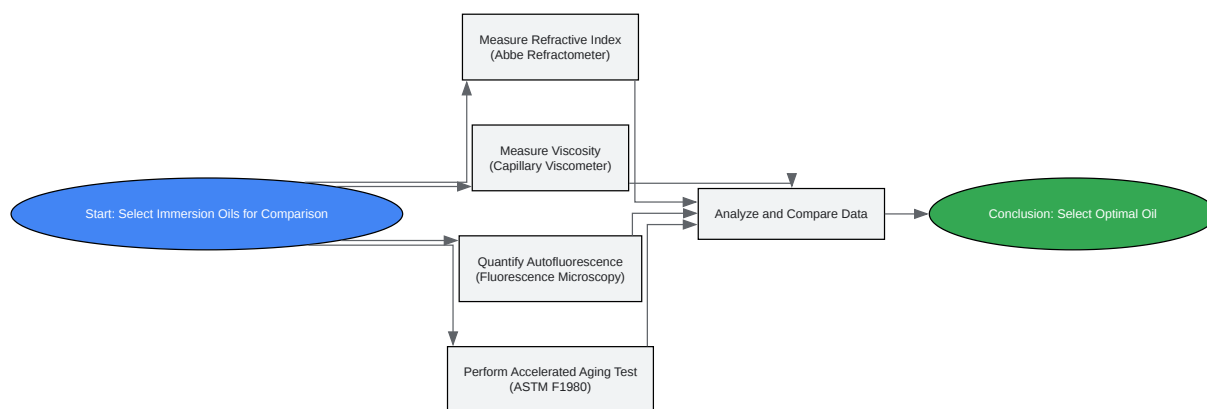 Measure Refractive Index
(Abbe Refractometer)
Measure Viscosity
(Capillary Viscometer)
Start: Select Immersion Oils for Comparison
Analyze and Compare Data
Conclusion: Select Optimal Oil
Quantify Autofluorescence
(Fluorescence Microscopy)
Perform Accelerated Aging Test
(ASTM F1980)